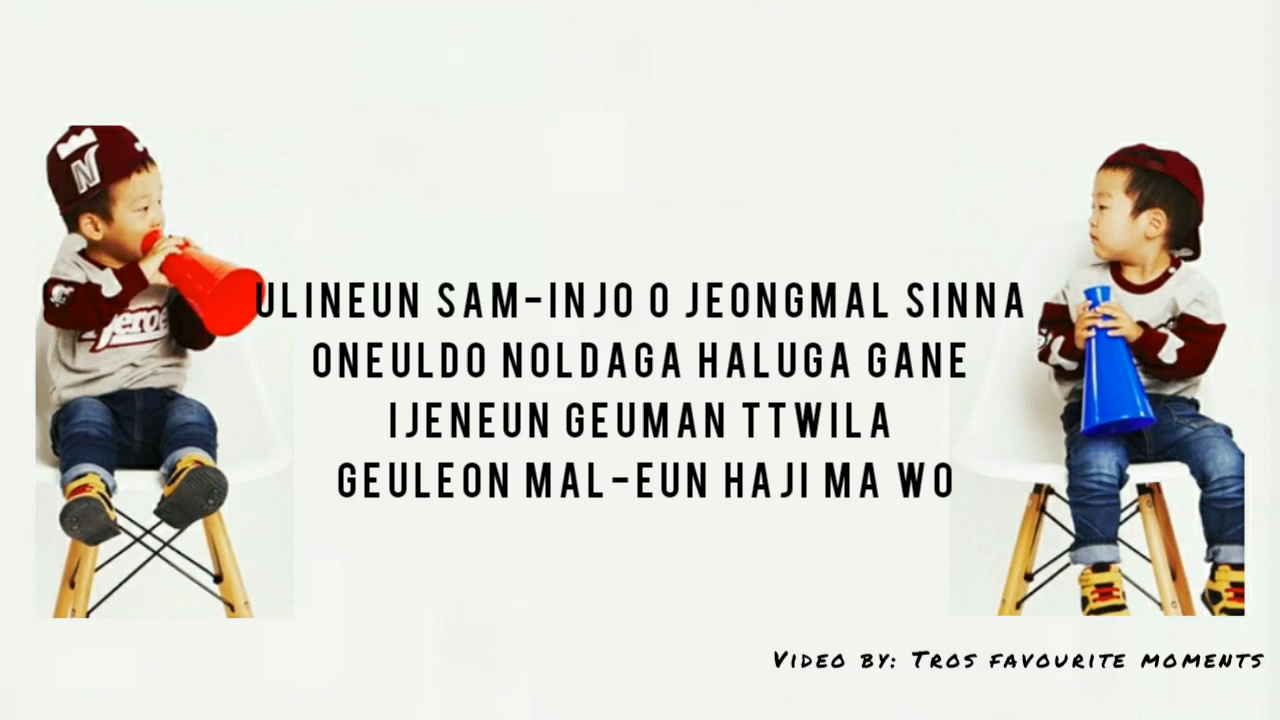 ULINEUN SAM-INJO O JEONGMAL SINNA
ONEULDO NOLDAGA HALUGA GANE
IJENEUN GEUMAN TTWILA
GEULEON MAL-EUN HAJI MA WO
VIDEO BY: TROS FAVOURITE MOMENTS
N
Heroes